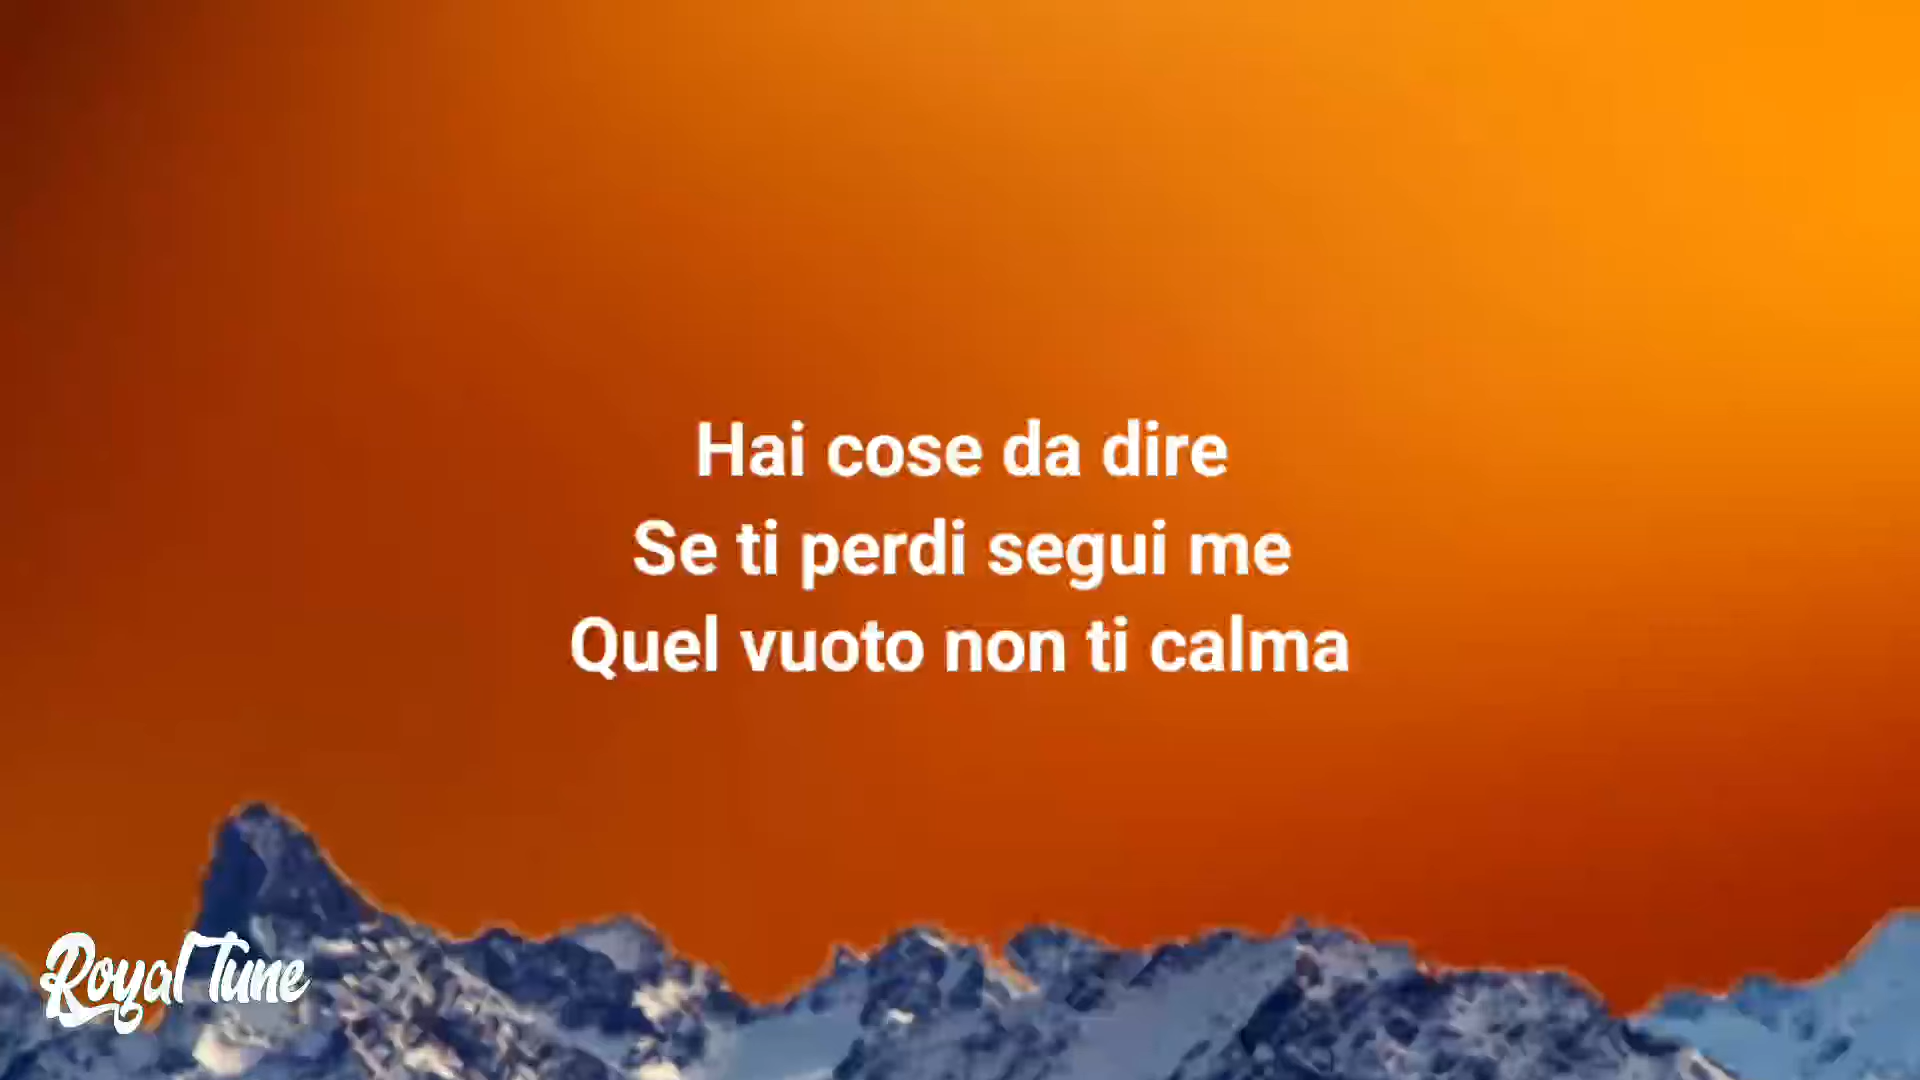 Hai cose da dire
Se ti perdi segui me
Quel vuoto non ti calma
Royal Tune